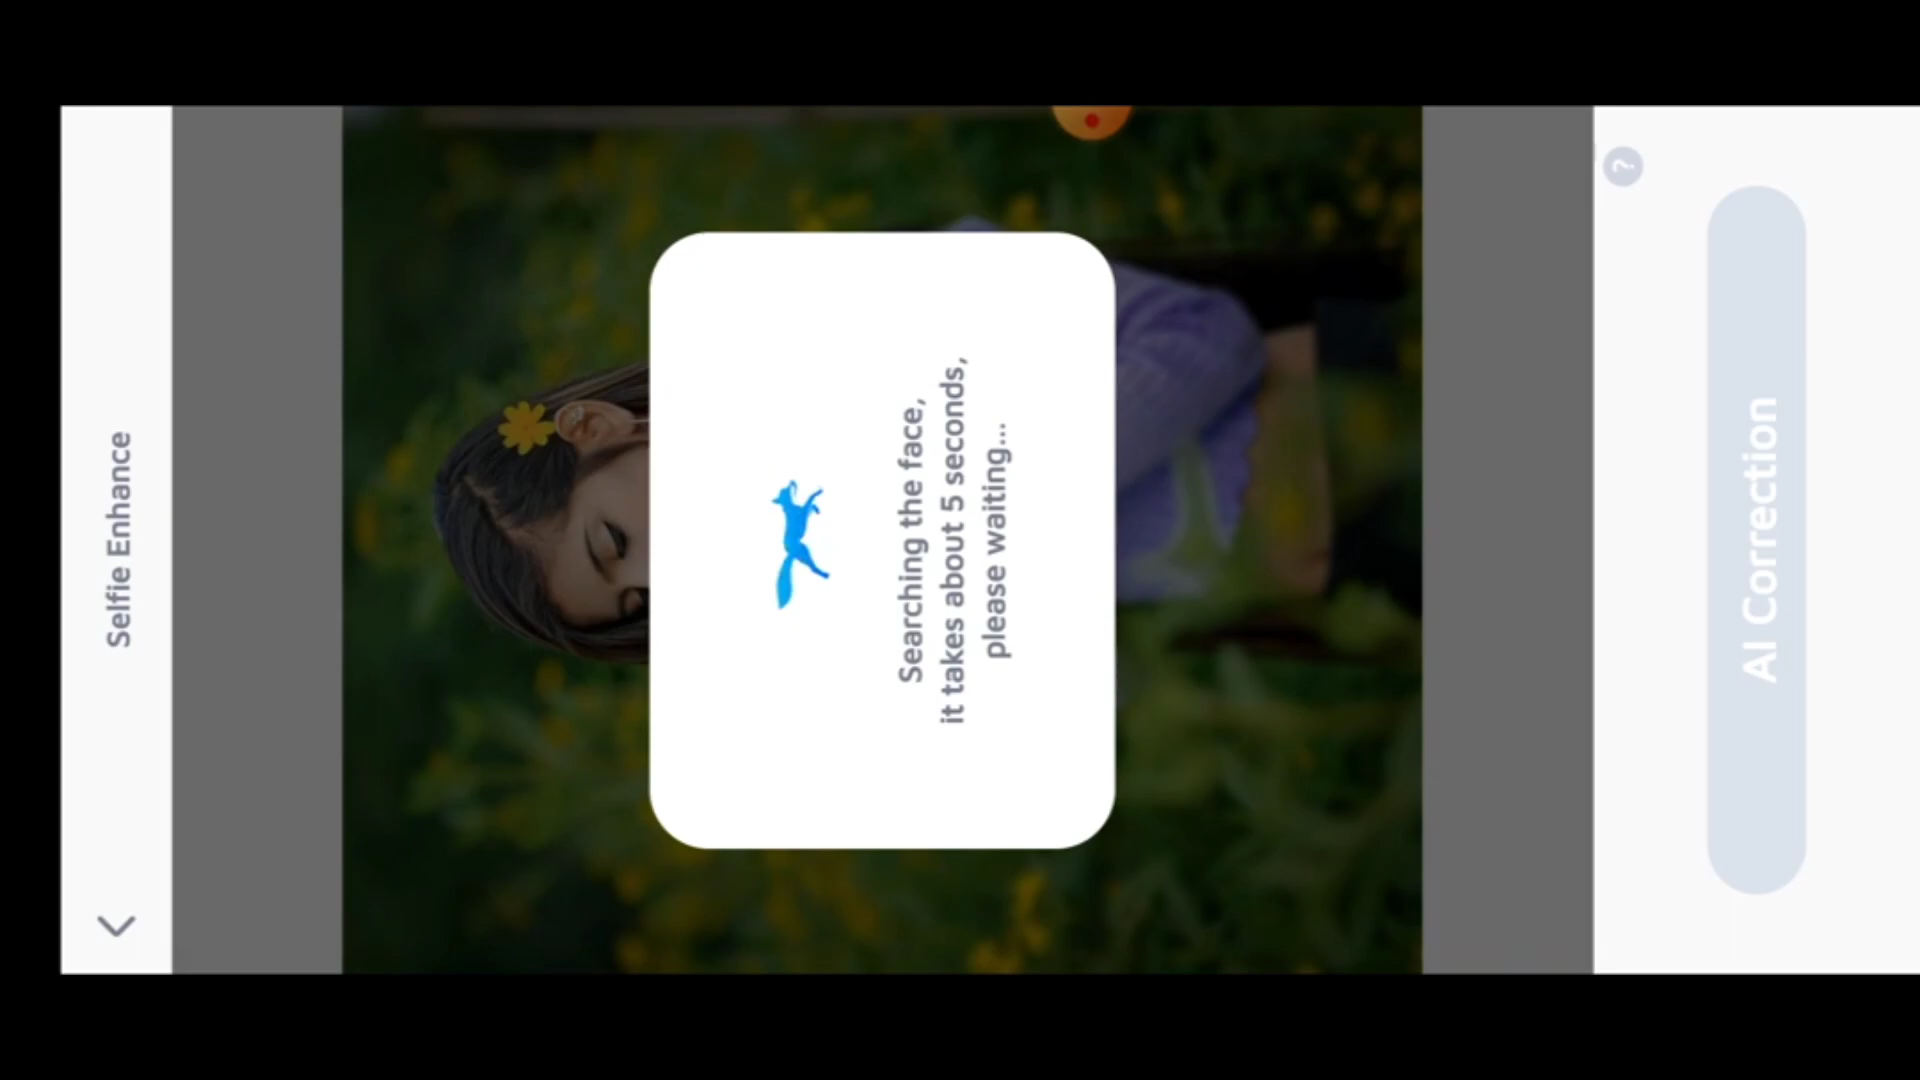 Selfie Enhance
Searching the face,
it takes about 5 seconds,
please waiting...
?
AI Correction